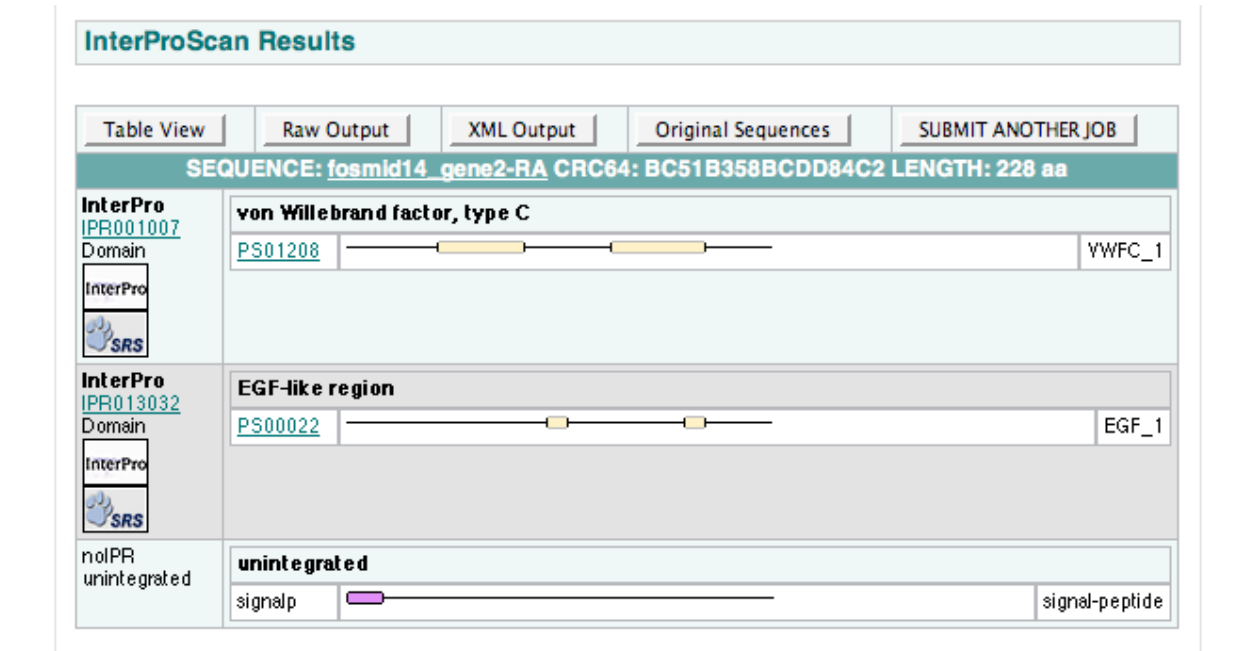 InterProScan Results
Table View Raw Output XML Output Original Sequences SUBMIT ANOTHER JOB
SEQUENCE: fosmid14_gene2-RA CRC64: BC51B358BCDD84C2 LENGTH: 228 aa
InterPro
IPR001007
Domain
InterPro
SRS
von Willebrand factor, type C
PS01208 VWFC_1
InterPro
IPR013032
Domain
InterPro
SRS
EGF-like region
PS00022 EGF_1
noIPR
unintegrated
unintegrated
signalp signal-peptide